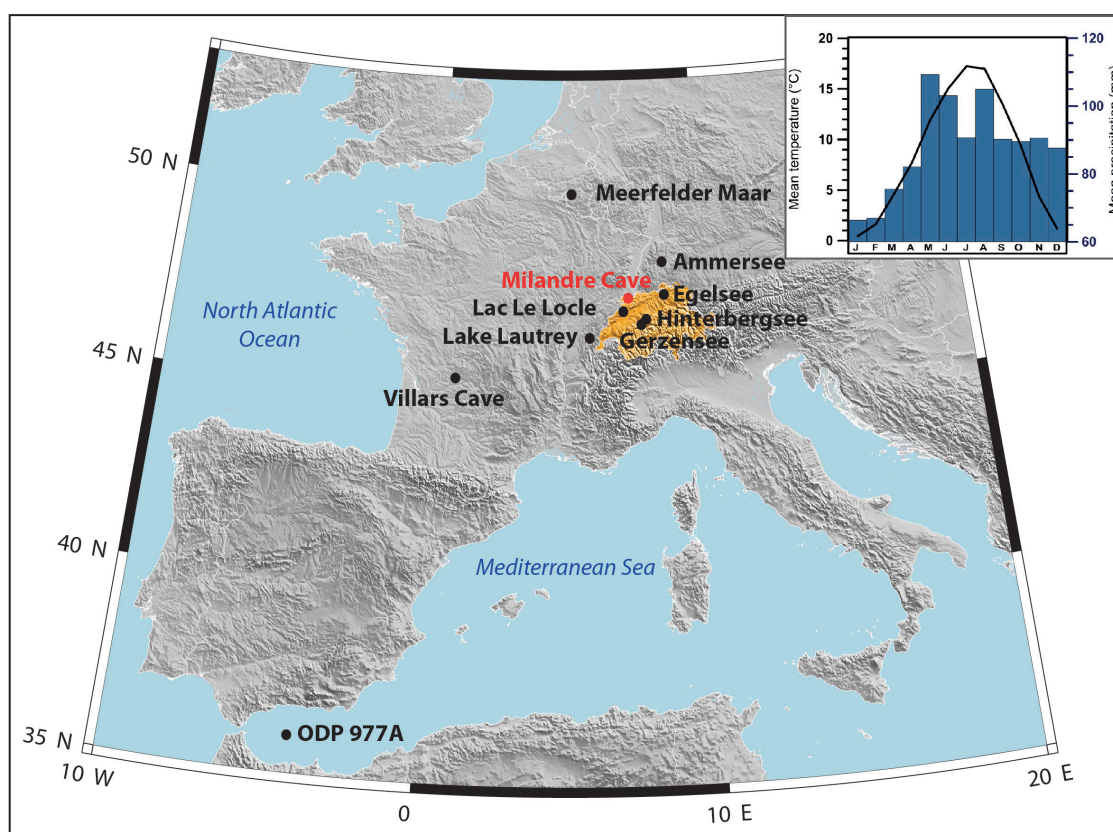 50 N
45 N
40 N
35 N
10 W
0
10 E
20 E
North Atlantic
Ocean
Mediterranean Sea
Meerfelder Maar
Ammersee
Milandre Cave
Egelsee
Lac Le Locle
Hinterbergsee
Lake Lautrey
Gerzensee
Villars Cave
ODP 977A
Mean temperature (°C)
20
15
10
5
0
J F M A M J J A S O N D
120
100
80
60